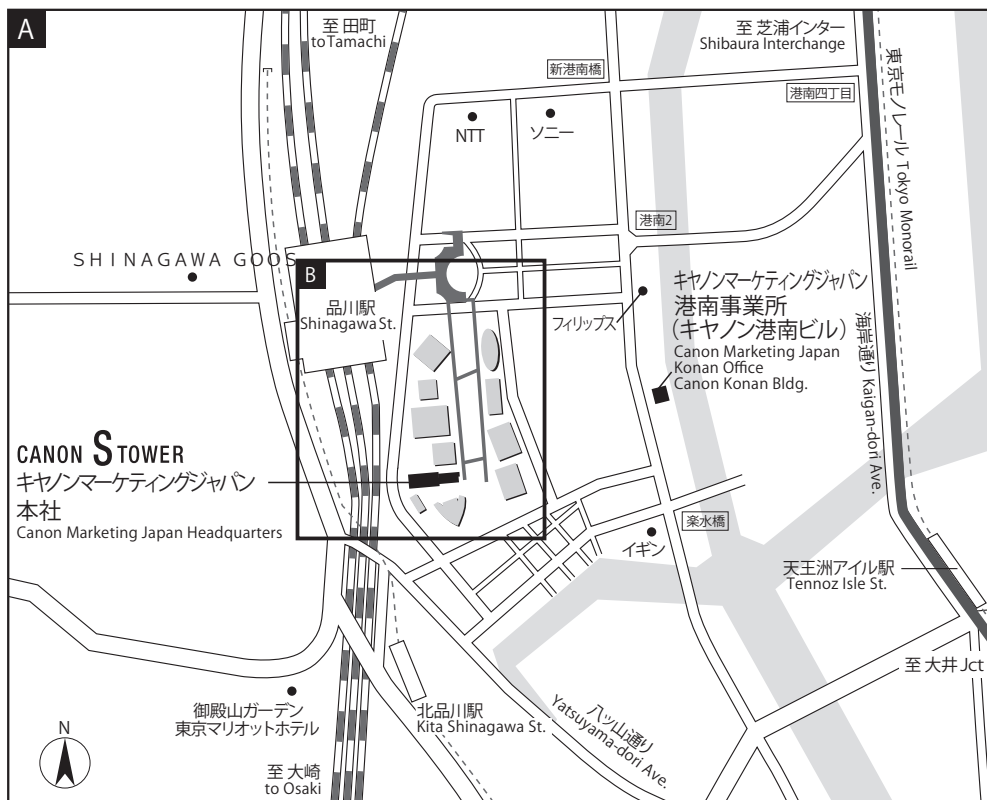 A
至 田町
to Tamachi
至 芝浦インター
Shibaura Interchange
新港南橋
港南四丁目
東京モノレール Tokyo Monorail
NTT
ソニー
港南2
SHINAGAWA GOOS
B
品川駅
Shinagawa St.
フィリップス
キヤノンマーケティングジャパン
港南事業所
(キヤノン港南ビル)
Canon Marketing Japan
Konan Office
Canon Konan Bldg.
海岸通り Kaigan-dori Ave.
CANON S TOWER
キヤノンマーケティングジャパン
本社
Canon Marketing Japan Headquarters
楽水橋
イギン
天王洲アイル駅
Tennoz Isle St.
至 大井 Jct
御殿山ガーデン
東京マリオットホテル
北品川駅
Kita Shinagawa St.
八ッ山通り
Yatsuyama-dori Ave.
N
至 大崎
to Osaki